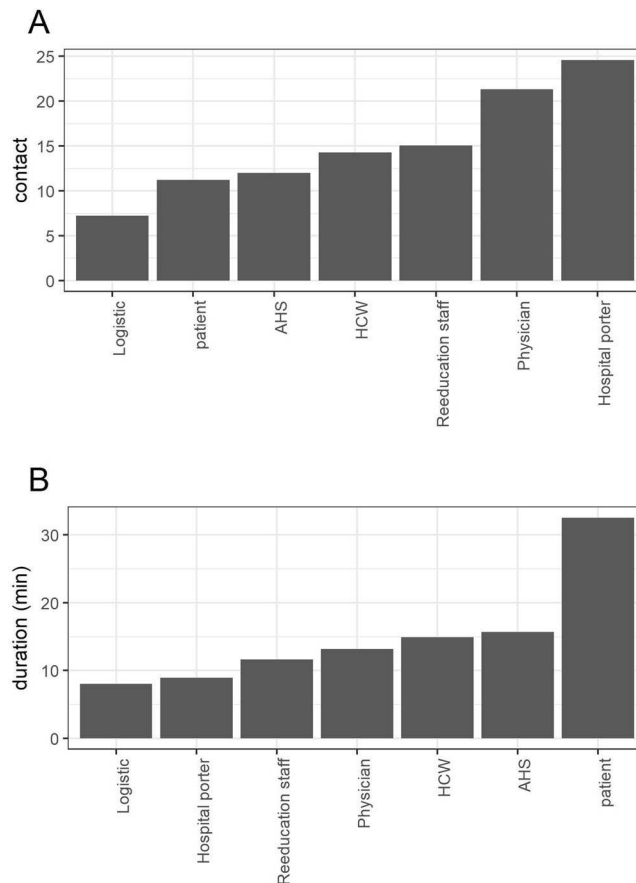 A
contact
25
20
15
10
5
0
Logistic
patient
AHS
HCW
Reeducation staff
Physician
Hospital porter
B
duration (min)
30
20
10
0
Logistic
Hospital porter
Reeducation staff
Physician
HCW
AHS
patient